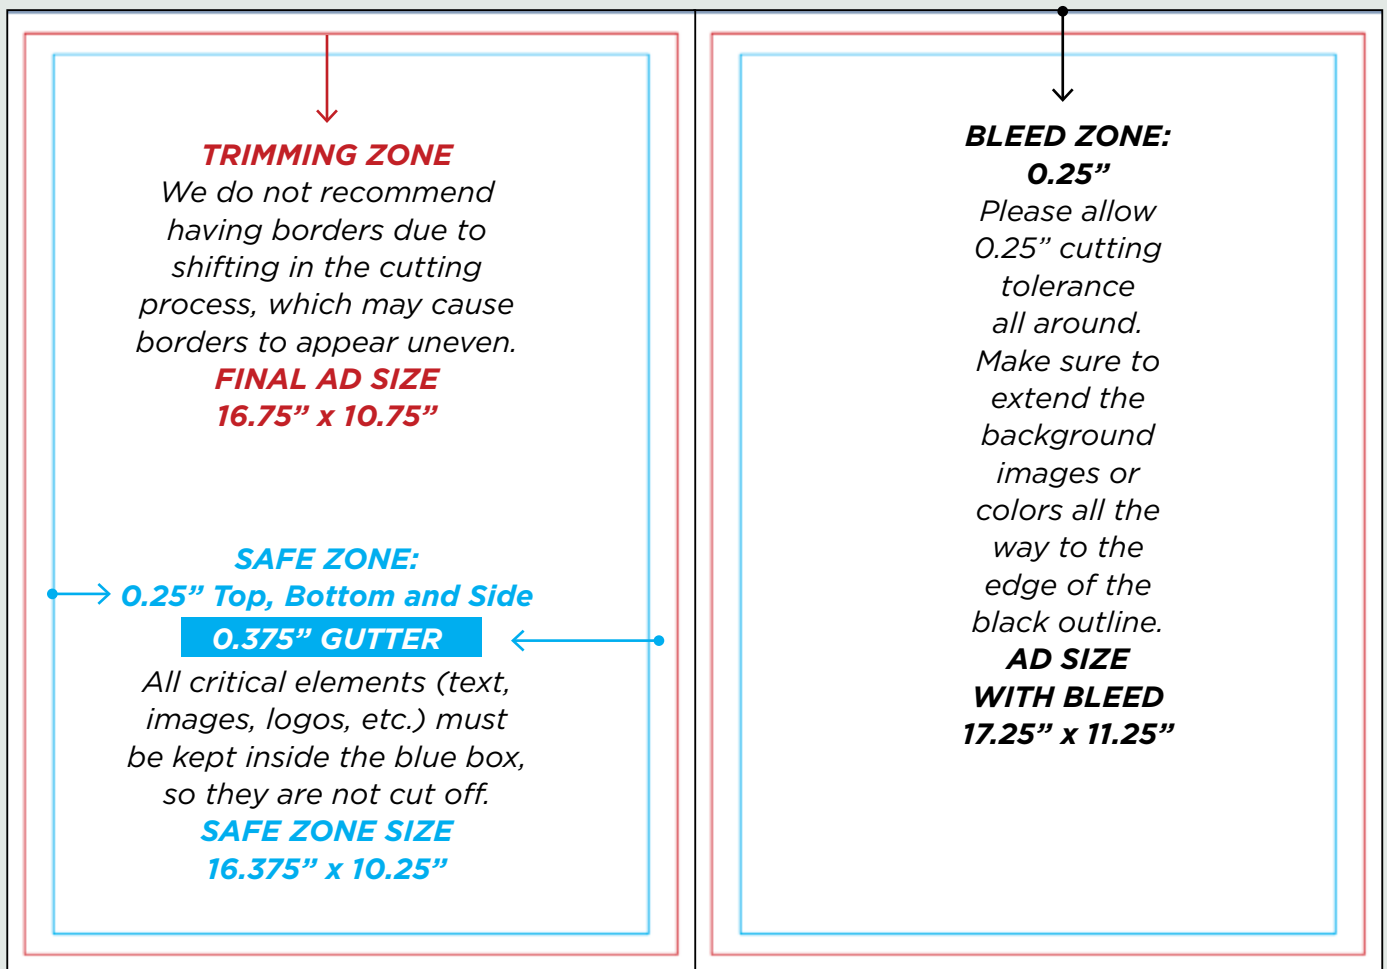 TRIMMING ZONE
We do not recommend
having borders due to
shifting in the cutting
process, which may cause
borders to appear uneven.
FINAL AD SIZE
16.75” x 10.75”
SAFE ZONE:
0.25” Top, Bottom and Side
0.375” GUTTER
All critical elements (text,
images, logos, etc.) must
be kept inside the blue box,
so they are not cut off.
SAFE ZONE SIZE
16.375” x 10.25”
BLEED ZONE:
0.25”
Please allow
0.25” cutting
tolerance
all around.
Make sure to
extend the
background
images or
colors all the
way to the
edge of the
black outline.
AD SIZE
WITH BLEED
17.25” x 11.25”